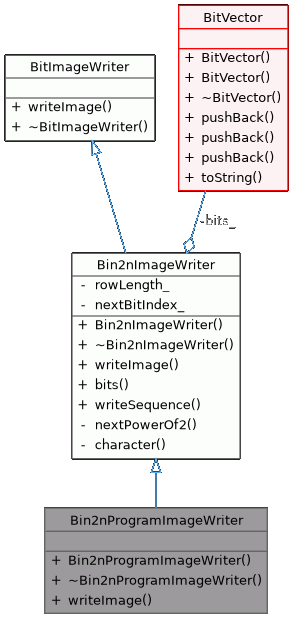 BitVector
+ BitVector()
+ BitVector()
+ ~BitVector()
+ pushBack()
+ pushBack()
+ pushBack()
+ toString()
BitImageWriter
+ writeImage()
+ ~BitImageWriter()
-bits_
Bin2nImageWriter
- rowLength_
- nextBitIndex_
+ Bin2nImageWriter()
+ ~Bin2nImageWriter()
+ writeImage()
+ bits()
+ writeSequence()
- nextPowerOf2()
- character()
Bin2nProgramImageWriter
+ Bin2nProgramImageWriter()
+ ~Bin2nProgramImageWriter()
+ writeImage()